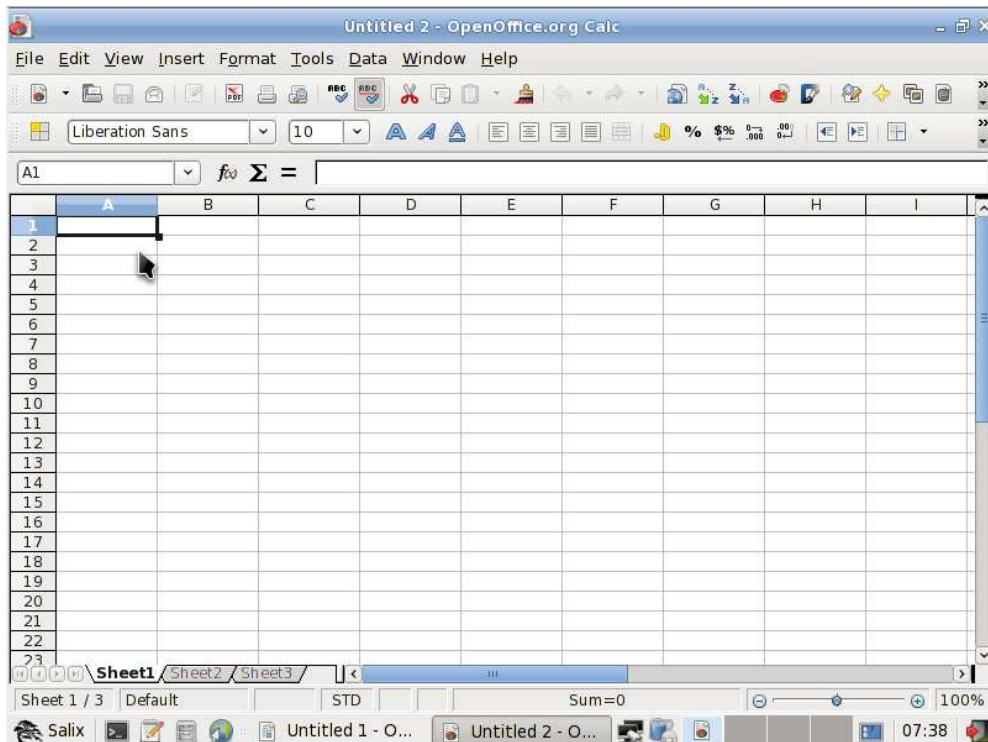 Untitled 2 - OpenOffice.org Calc
File Edit View Insert Format Tools Data Window Help
Liberation Sans 10
A1 f(x) Σ =
A B C D E F G H I
1
2
3
4
5
6
7
8
9
10
11
12
13
14
15
16
17
18
19
20
21
22
23
Sheet1 Sheet2 Sheet3
Sheet 1 / 3 Default STD Sum=0 100%
Salix Untitled 1 - O... Untitled 2 - O... 07:38